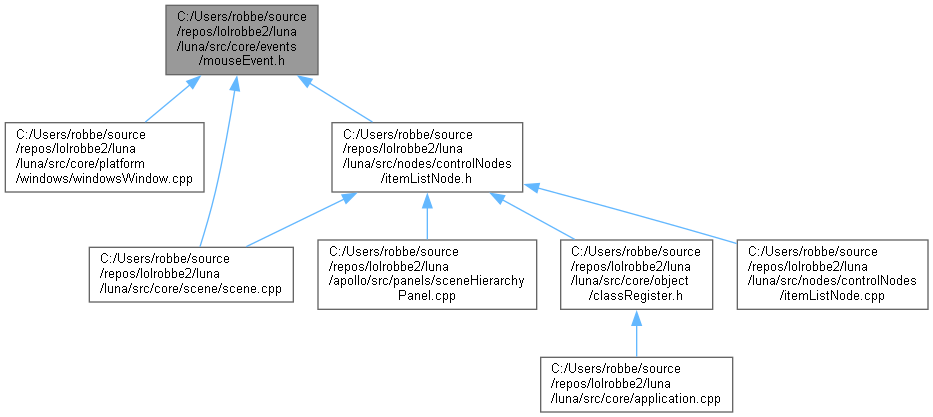 C:/Users/robbe/source
/repos/lolrobbe2/luna
/luna/src/core/events
/mouseEvent.h
C:/Users/robbe/source
/repos/lolrobbe2/luna
/luna/src/core/platform
/windows/windowsWindow.cpp
C:/Users/robbe/source
/repos/lolrobbe2/luna
/luna/src/nodes/controlNodes
/itemListNode.h
C:/Users/robbe/source
/repos/lolrobbe2/luna
/luna/src/core/scene/scene.cpp
C:/Users/robbe/source
/repos/lolrobbe2/luna
/apollo/src/panels/sceneHierarchy
Panel.cpp
C:/Users/robbe/source
/repos/lolrobbe2/luna
/luna/src/core/object
/classRegister.h
C:/Users/robbe/source
/repos/lolrobbe2/luna
/luna/src/nodes/controlNodes
/itemListNode.cpp
C:/Users/robbe/source
/repos/lolrobbe2/luna
/luna/src/core/application.cpp